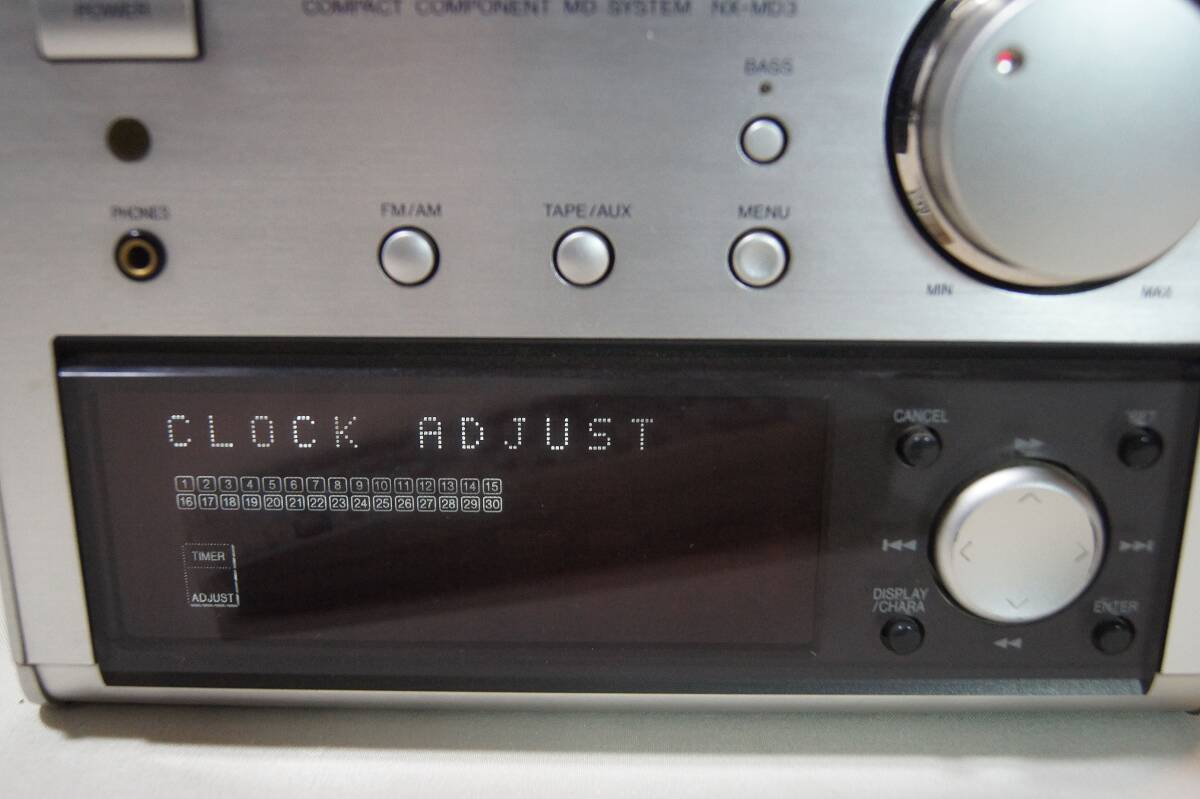 POWER
COMPACT COMPONENT MD SYSTEM NX-MD3
BASS
PHONES
FM/AM
TAPE/AUX
MENU
MIN
MAX
CLOCK ADJUST
1 2 3 4 5 6 7 8 9 10 11 12 13 14 15
16 17 18 19 20 21 22 23 24 25 26 27 28 29 30
TIMER
ADJUST
CANCEL
SET
DISPLAY
/CHARA
ENTER